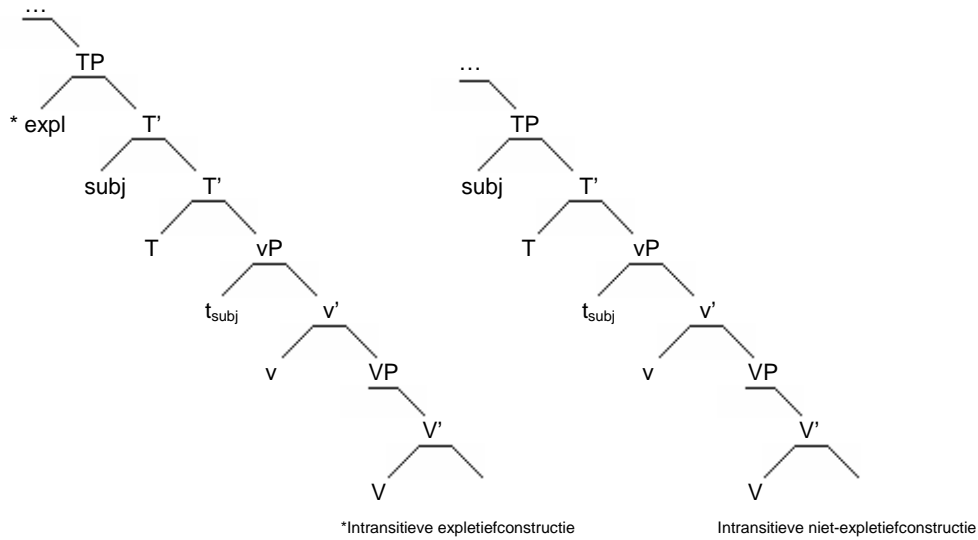 ...
TP
* expl T’
subj T’
T vP
tsubj v’
v VP
V’
V
*Intransitieve expletiefconstructie
...
TP
subj T’
T vP
tsubj v’
v VP
V’
V
Intransitieve niet-expletiefconstructie